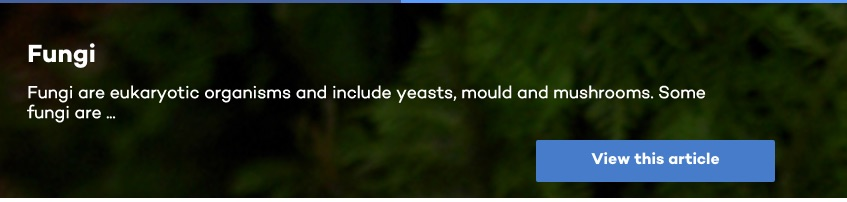 Fungi
Fungi are eukaryotic organisms and include yeasts, mould and mushrooms. Some
fungi are ...
View this article